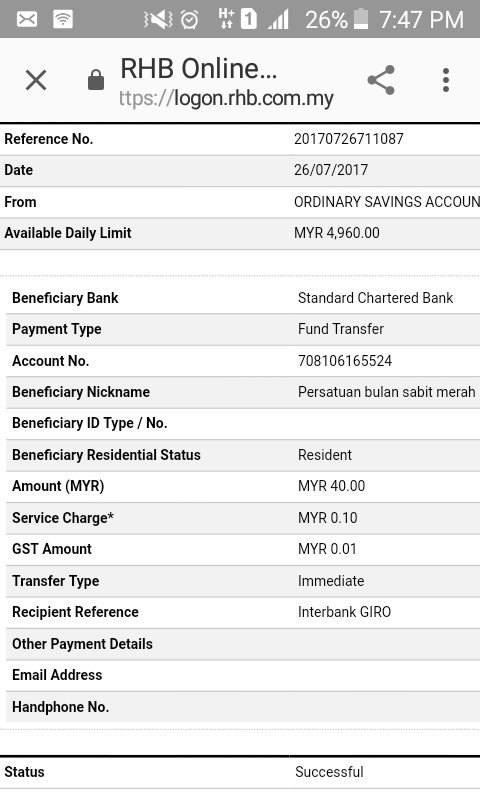 26% 7:47 PM
H+ 1
RHB Online...
ttps://logon.rhb.com.my
Reference No. 20170726711087
Date 26/07/2017
From ORDINARY SAVINGS ACCOUN
Available Daily Limit MYR 4,960.00
Beneficiary Bank Standard Chartered Bank
Payment Type Fund Transfer
Account No. 708106165524
Beneficiary Nickname Persatuan bulan sabit merah
Beneficiary ID Type / No.
Beneficiary Residential Status Resident
Amount (MYR) MYR 40.00
Service Charge* MYR 0.10
GST Amount MYR 0.01
Transfer Type Immediate
Recipient Reference Interbank GIRO
Other Payment Details
Email Address
Handphone No.
Status Successful